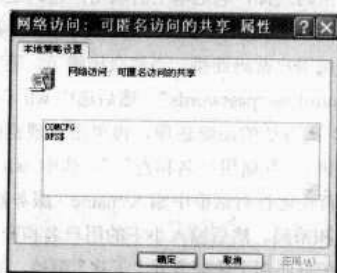 网络访问: 可匿名访问的共享 属性
本地策略设置
网络访问: 可匿名访问的共享
COMCFG
DFS$
确定
取消
应用(A)